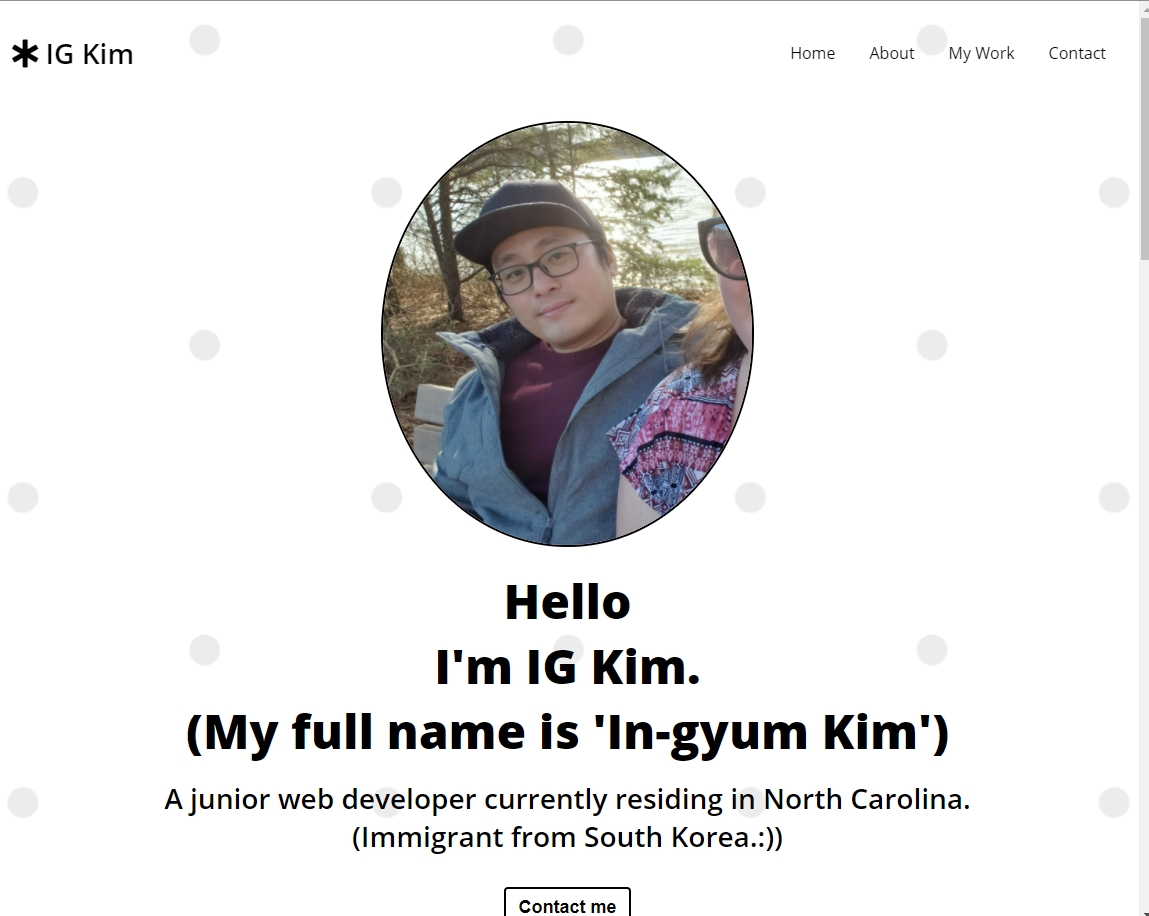 IG Kim
Home About My Work Contact
Hello
I'm IG Kim.
(My full name is 'In-gyum Kim')
A junior web developer currently residing in North Carolina.
(Immigrant from South Korea.:))
Contact me